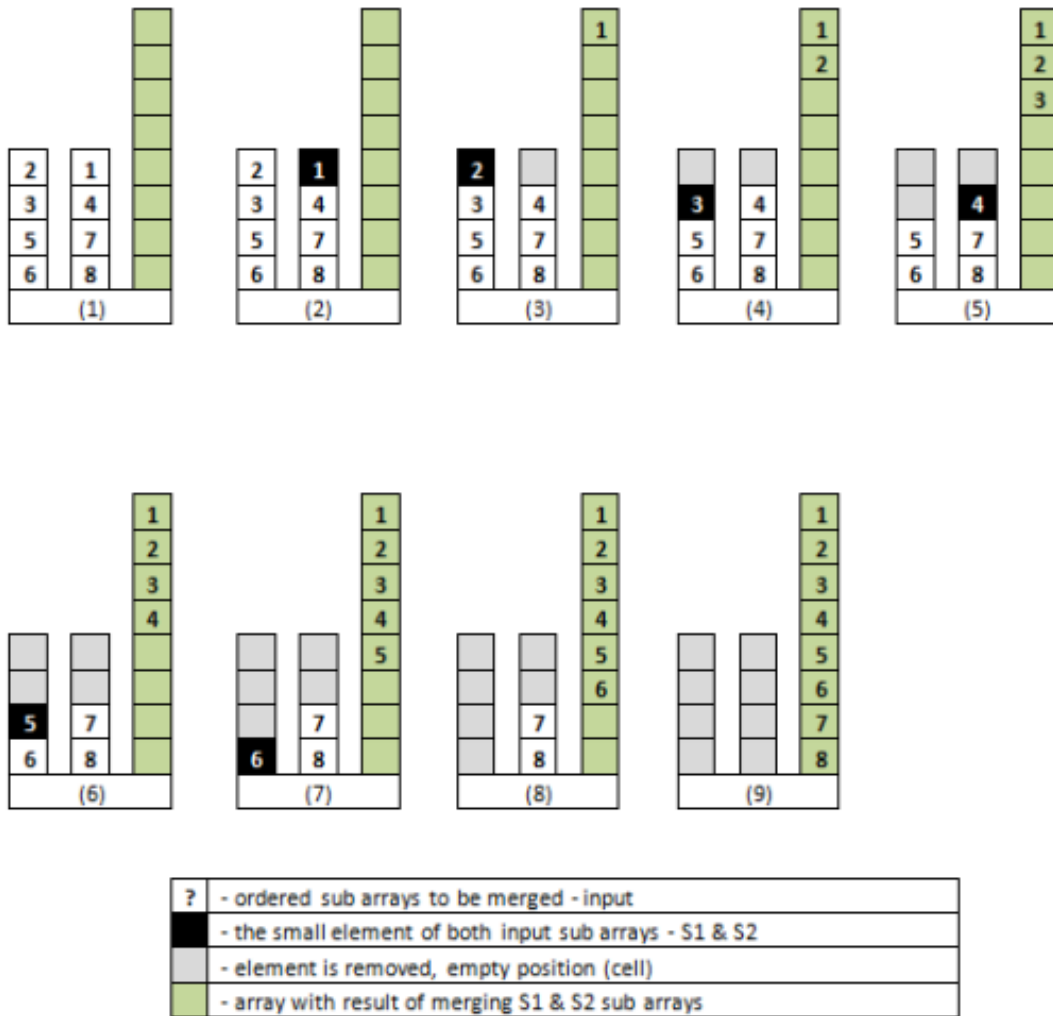 1 1 1
2 2
3
2 1 2 1 2
3 4 3 4 3 4 3 4 4
5 7 5 7 5 7 5 7 5 7
6 8 6 8 6 8 6 8 6 8
(1) (2) (3) (4) (5)
1 1 1 1
2 2 2 2
3 3 3 3
4 4 4 4
5 5 5
6 6
5 7 7 7 7
6 8 6 8 8 8
(6) (7) (8) (9)
? - ordered sub arrays to be merged - input
- the small element of both input sub arrays - S1 & S2
- element is removed, empty position (cell)
- array with result of merging S1 & S2 sub arrays